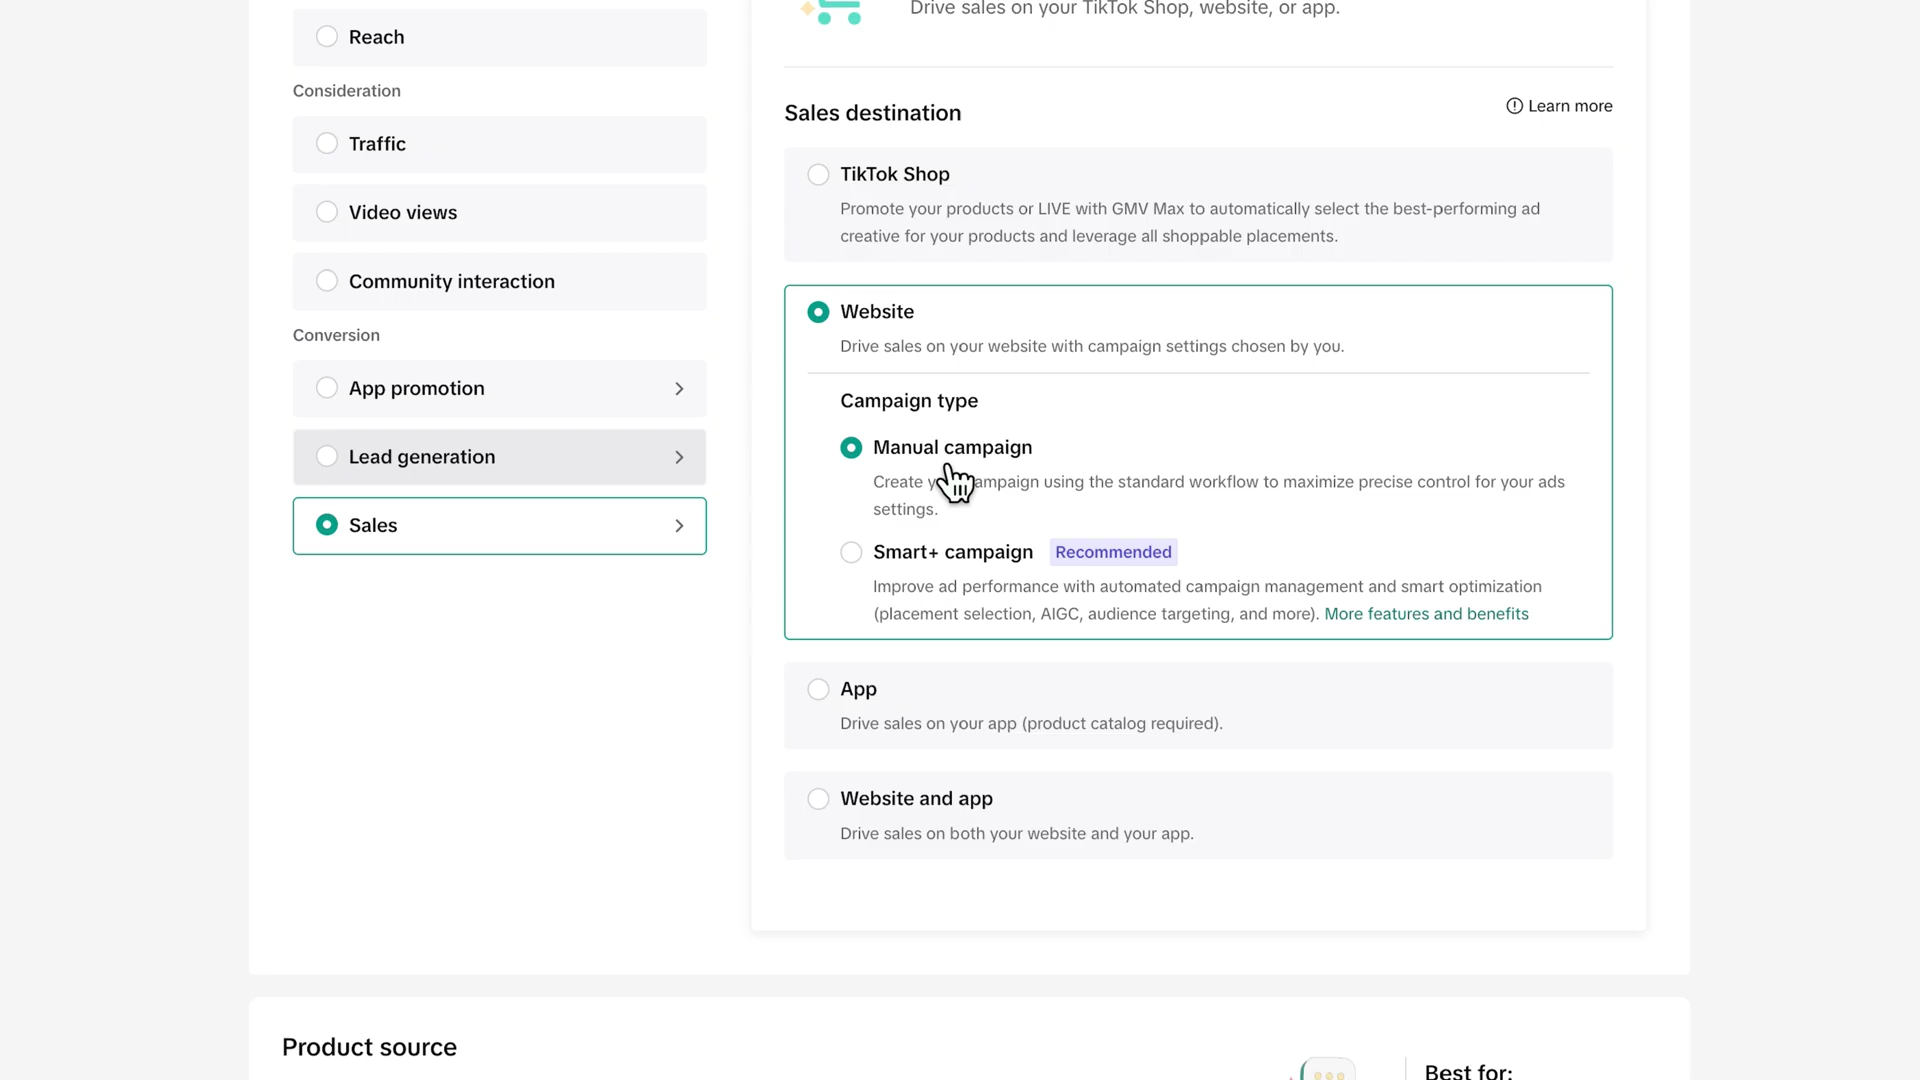 Reach
Consideration
Traffic
Video views
Community interaction
Conversion
App promotion
Lead generation
Sales
Drive sales on your TikTok Shop, website, or app.
Sales destination
Learn more
TikTok Shop
Promote your products or LIVE with GMV Max to automatically select the best-performing ad
creative for your products and leverage all shoppable placements.
Website
Drive sales on your website with campaign settings chosen by you.
Campaign type
Manual campaign
Create y ampaign using the standard workflow to maximize precise control for your ads
settings.
Smart+ campaign Recommended
Improve ad performance with automated campaign management and smart optimization
(placement selection, AIGC, audience targeting, and more). More features and benefits
App
Drive sales on your app (product catalog required).
Website and app
Drive sales on both your website and your app.
Product source
Best for: